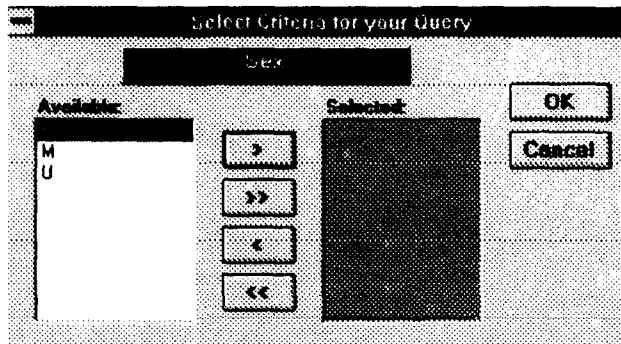 Select Criteria for your Query
Sex
Available:
Selected:
OK
Cancel
M
U
>
>>
<
<<